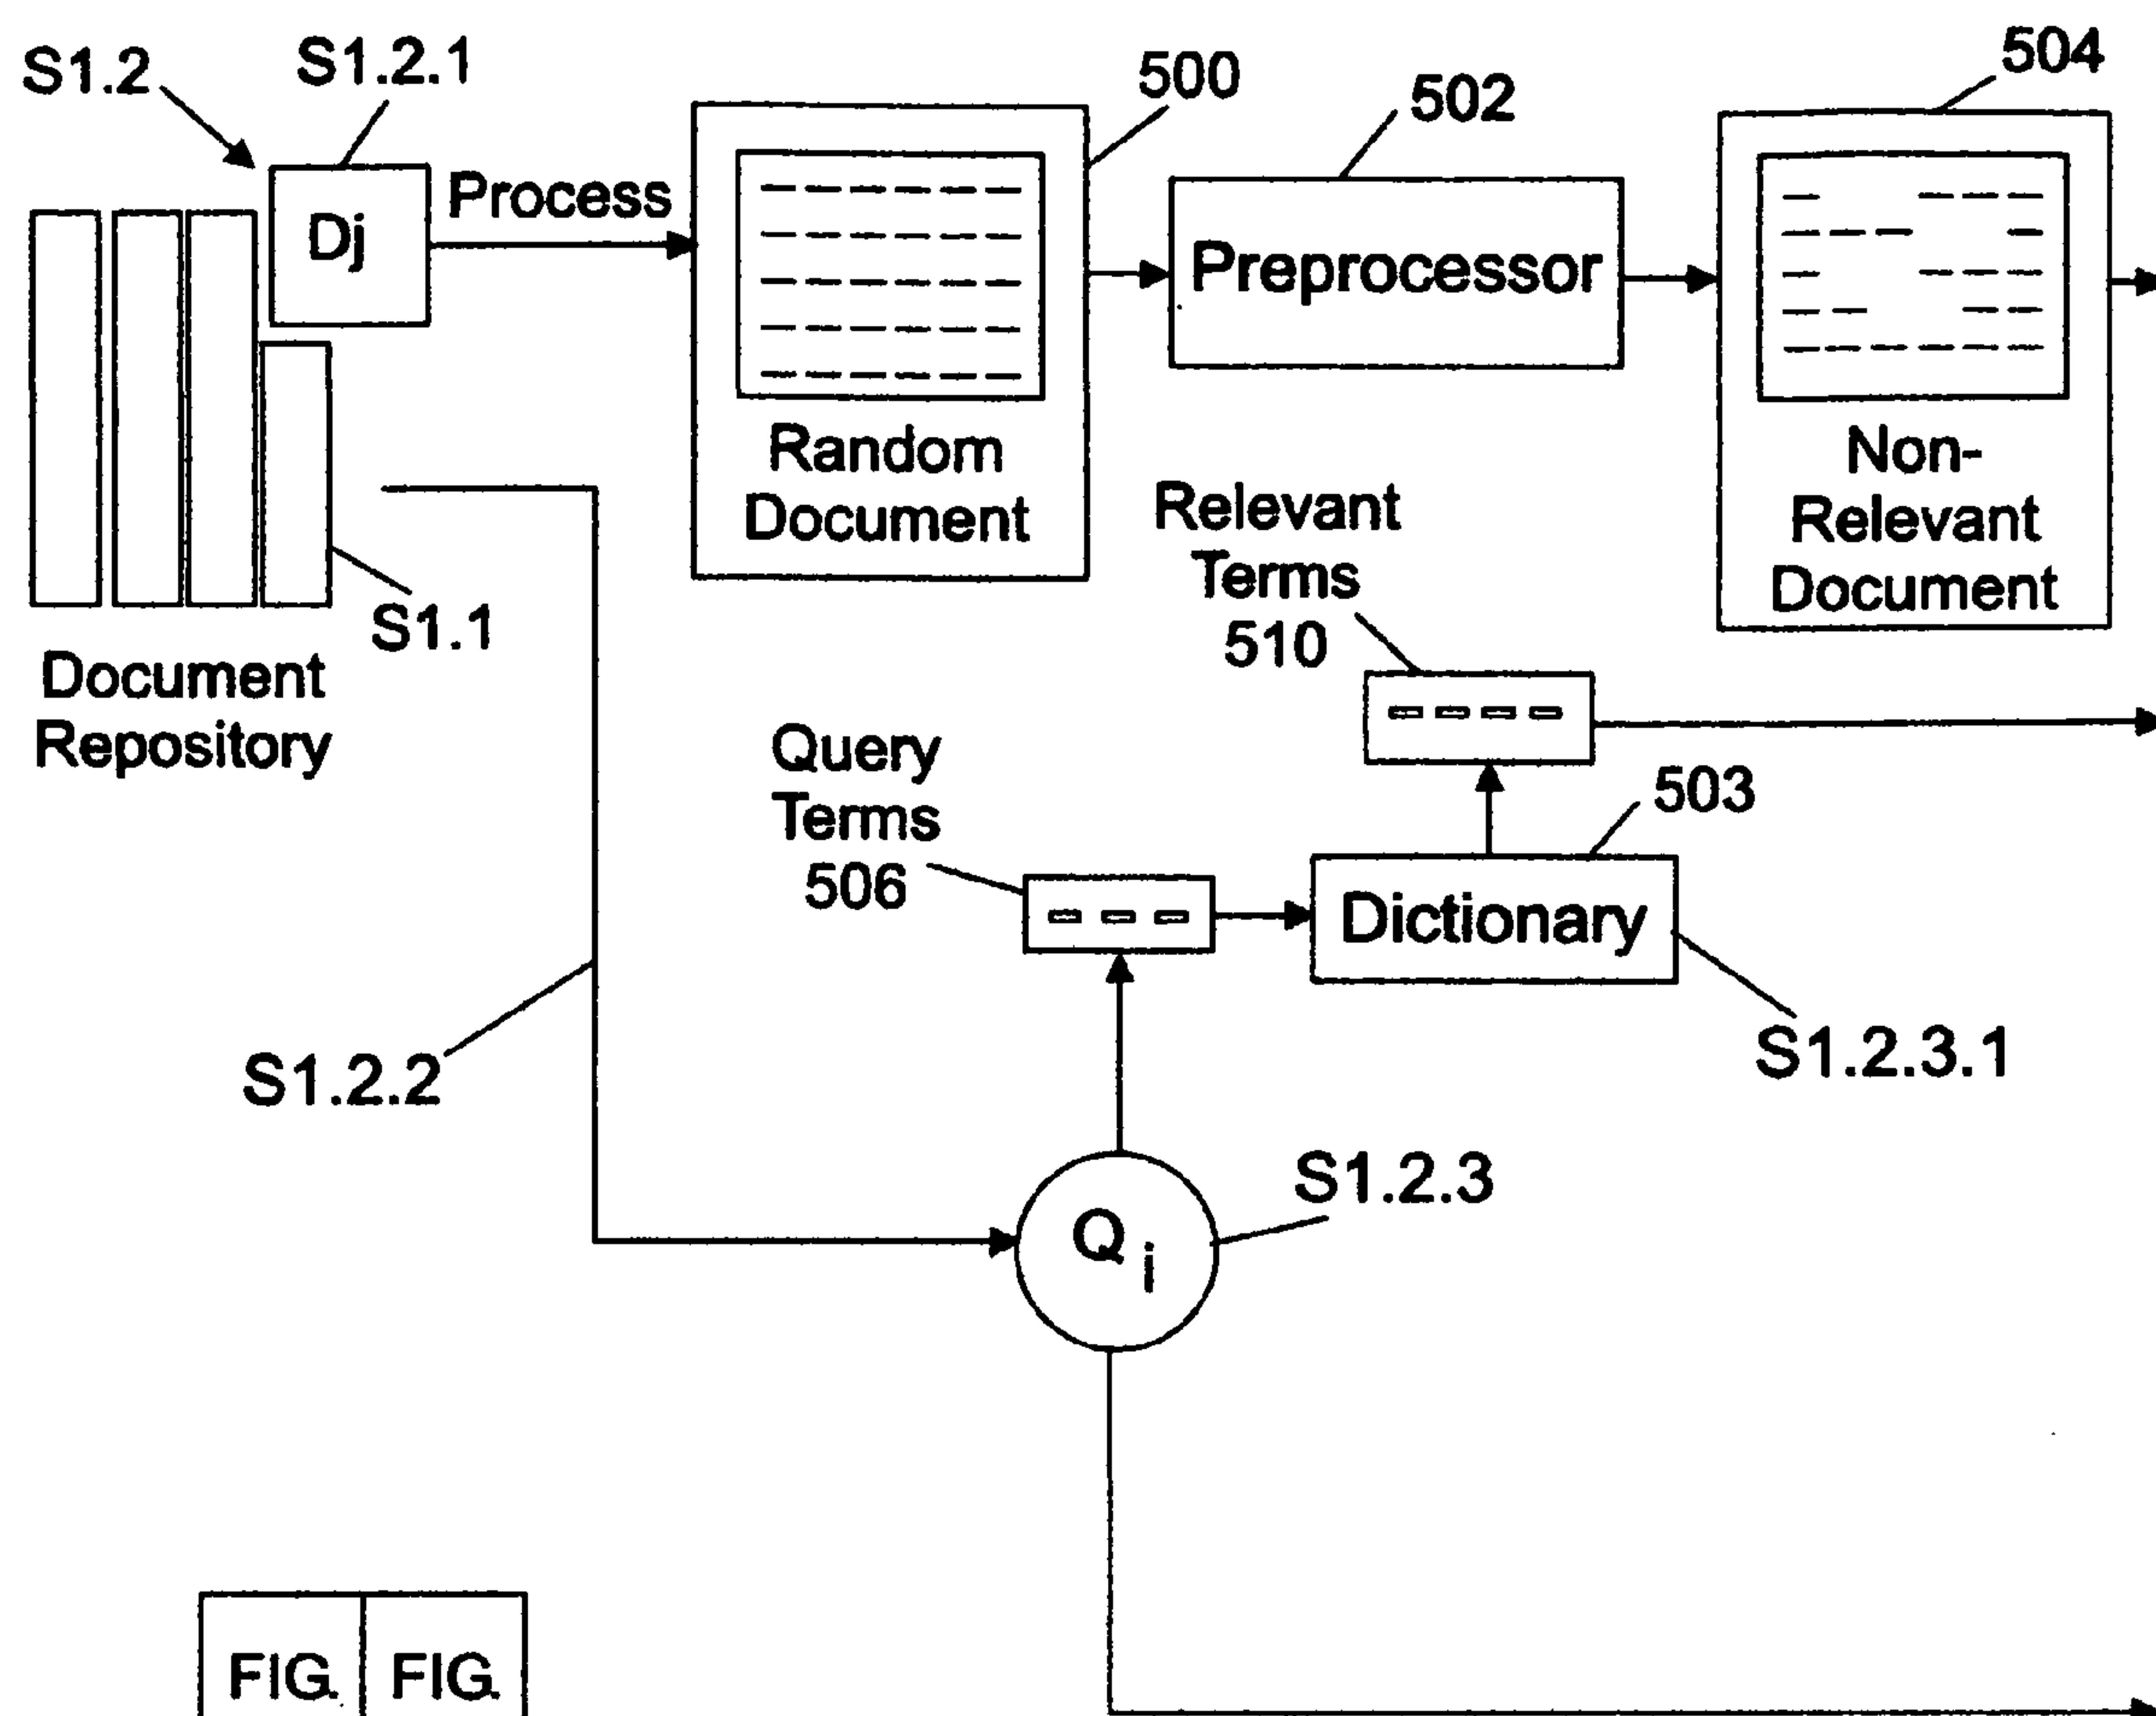 S1.2
S1.2.1
500
502
504
Dj
Process
Preprocessor
Random
Document
Non-
Relevant
Document
S1.1
Document
Repository
Relevant
Terms
510
Query
Terms
506
503
Dictionary
S1.2.3.1
S1.2.2
S1.2.3
Q i
FIG. FIG.